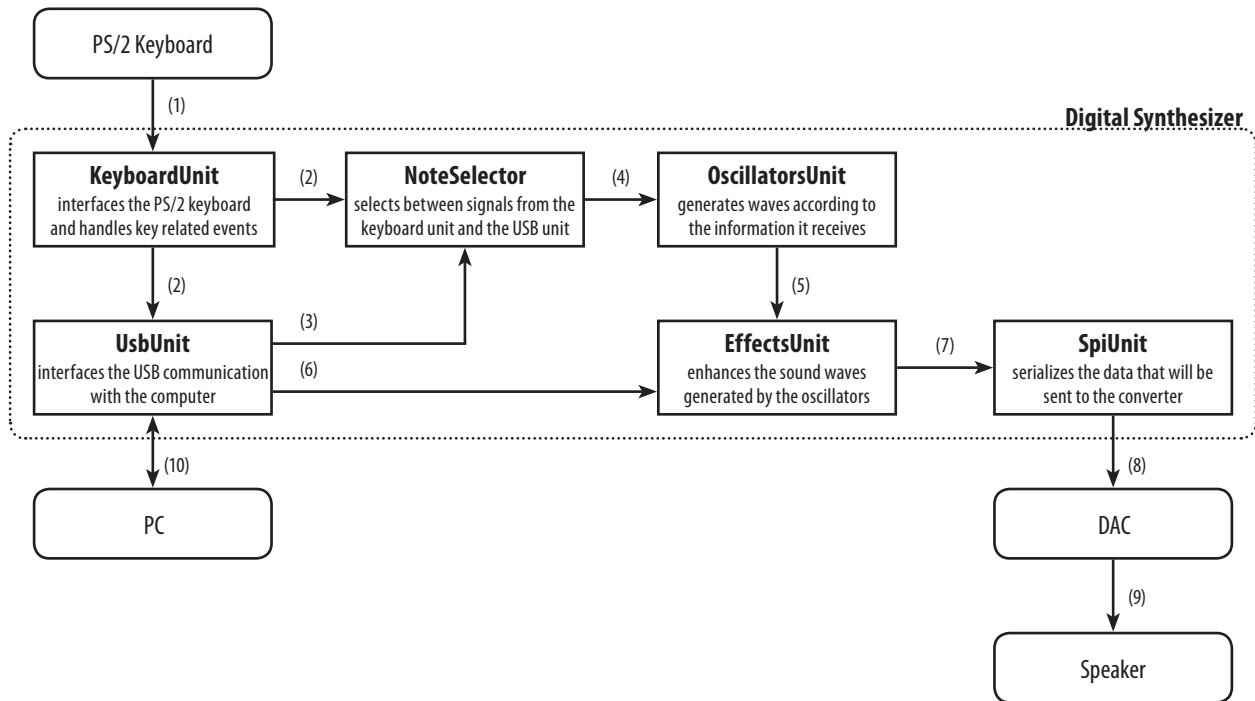 PS/2 Keyboard
(1)
Digital Synthesizer
KeyboardUnit
interfaces the PS/2 keyboard
and handles key related events
(2)
NoteSelector
selects between signals from the
keyboard unit and the USB unit
(4)
OscillatorsUnit
generates waves according to
the information it receives
(2)
(5)
UsbUnit
interfaces the USB communication
with the computer
(3)
(6)
EffectsUnit
enhances the sound waves
generated by the oscillators
(7)
SpiUnit
serializes the data that will be
sent to the converter
(10)
(8)
PC
DAC
(9)
Speaker